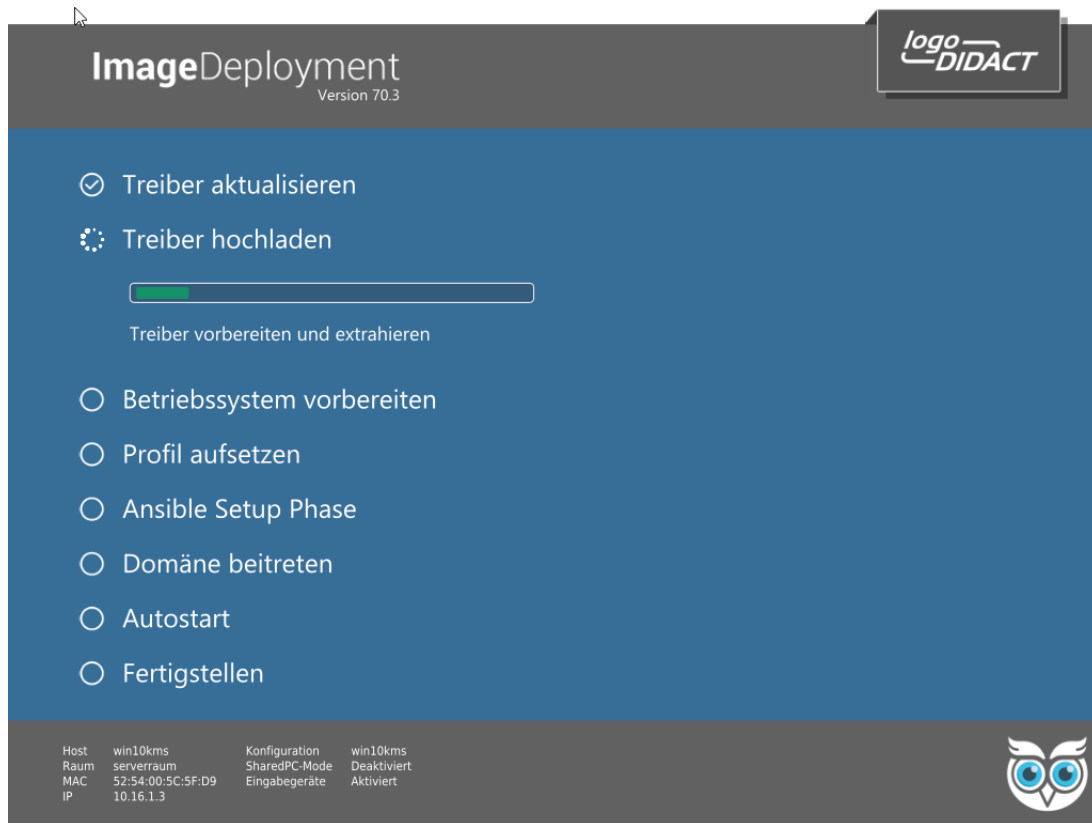 ImageDeployment
Version 70.3
logo
DIDACT
Treiber aktualisieren
Treiber hochladen
Treiber vorbereiten und extrahieren
Betriebssystem vorbereiten
Profil aufsetzen
Ansible Setup Phase
Domäne beitreten
Autostart
Fertigstellen
Host win10kms Konfiguration win10kms
Raum serverraum SharedPC-Mode Deaktiviert
MAC 52:54:00:5C:5F:D9 Eingabegeräte Aktiviert
IP 10.16.1.3